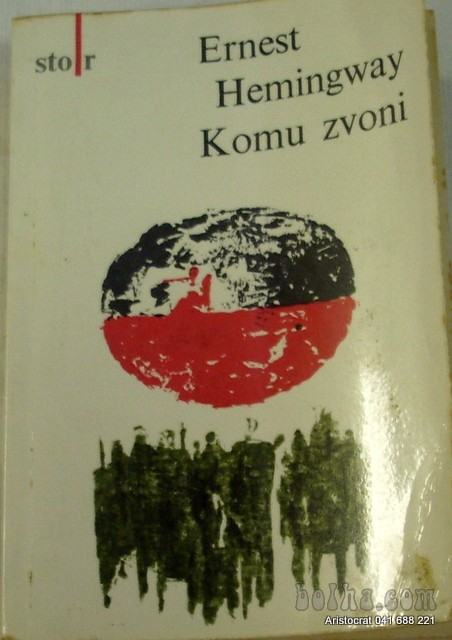 sto r
Ernest
Hemingway
Komu zvoni
bolha.com
Aristocrat 041 688 221